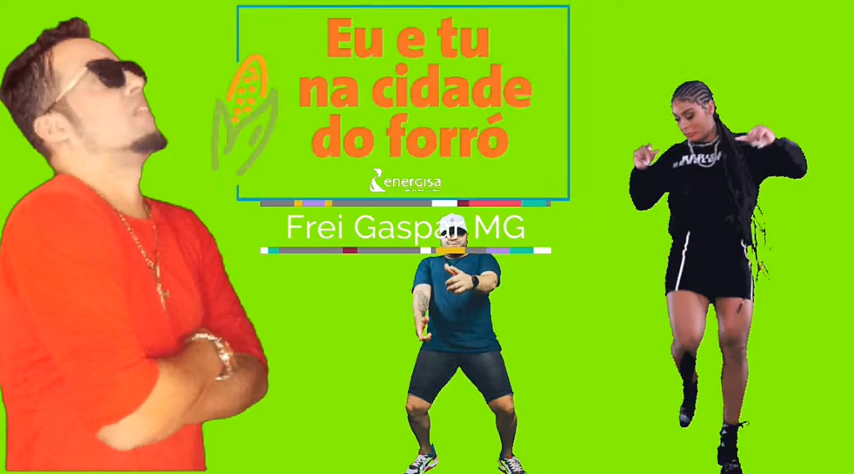 Eu e tu
na cidade
do forró
energisa
Frei Gaspar MG